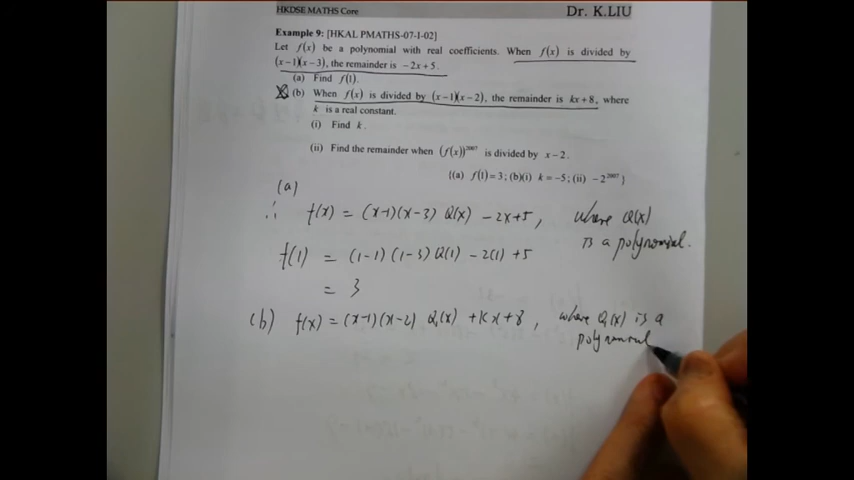 HKDSE MATHS Core Dr. K.LIU
Example 9: [HKAL PMATHS-07-1-02]
Let f(x) be a polynomial with real coefficients. When f(x) is divided by
(x−1)(x−3), the remainder is −2x+5.
(a) Find f(1).
(b) When f(x) is divided by (x−1)(x−2), the remainder is kx+8, where
k is a real constant.
(i) Find k.
(ii) Find the remainder when (f(x))²⁰⁰⁷ is divided by x−2.
{(a) f(1)=3; (b)(i) k=−5; (ii) −2²⁰⁰⁷}
(a)
∴ f(x) = (x-1)(x-3) Q(x) - 2x+5, where Q(x)
is a polynomial.
f(1) = (1-1)(1-3) Q(1) - 2(1) +5
= 3
(b) f(x) = (x-1)(x-2) Q₁(x) + kx+8, where Q₁(x) is a
polynomial